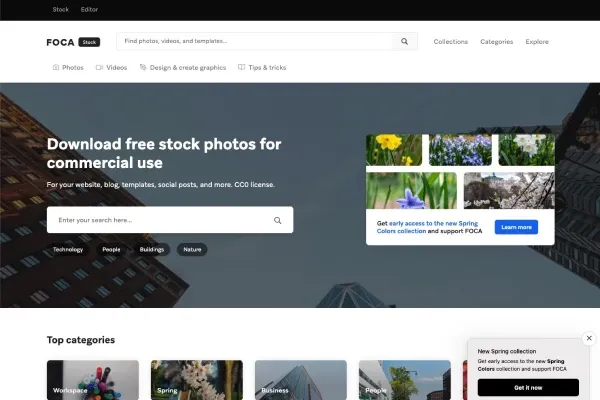 Stock Editor
FOCA Stock
Find photos, videos, and templates...
Collections Categories Explore
Photos Videos Design & create graphics Tips & tricks
Download free stock photos for
commercial use
For your website, blog, templates, social posts, and more. CC0 license.
Enter your search here...
Technology People Buildings Nature
Get early access to the new Spring
Colors collection and support FOCA
Learn more
Top categories
Workspace
Spring
Business
People
New Spring collection
Get early access to the new Spring
Colors collection and support FOCA
Get it now